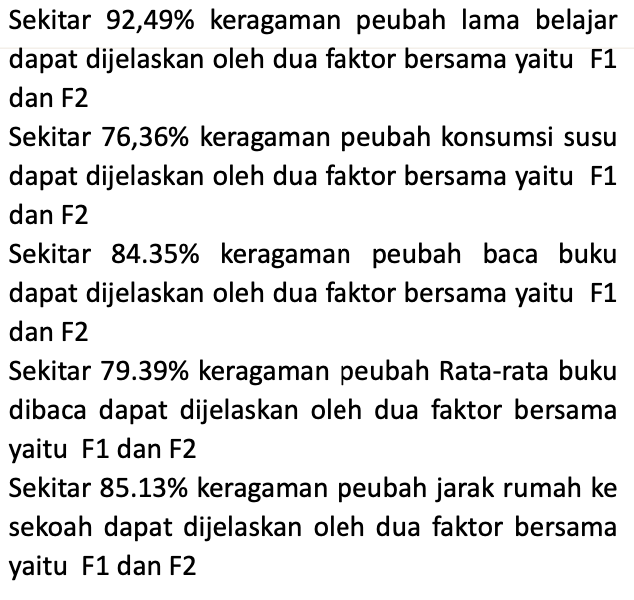 Sekitar 92,49% keragaman peubah lama belajar
dapat dijelaskan oleh dua faktor bersama yaitu F1
dan F2
Sekitar 76,36% keragaman peubah konsumsi susu
dapat dijelaskan oleh dua faktor bersama yaitu F1
dan F2
Sekitar 84.35% keragaman peubah baca buku
dapat dijelaskan oleh dua faktor bersama yaitu F1
dan F2
Sekitar 79.39% keragaman peubah Rata-rata buku
dibaca dapat dijelaskan oleh dua faktor bersama
yaitu F1 dan F2
Sekitar 85.13% keragaman peubah jarak rumah ke
sekoah dapat dijelaskan oleh dua faktor bersama
yaitu F1 dan F2